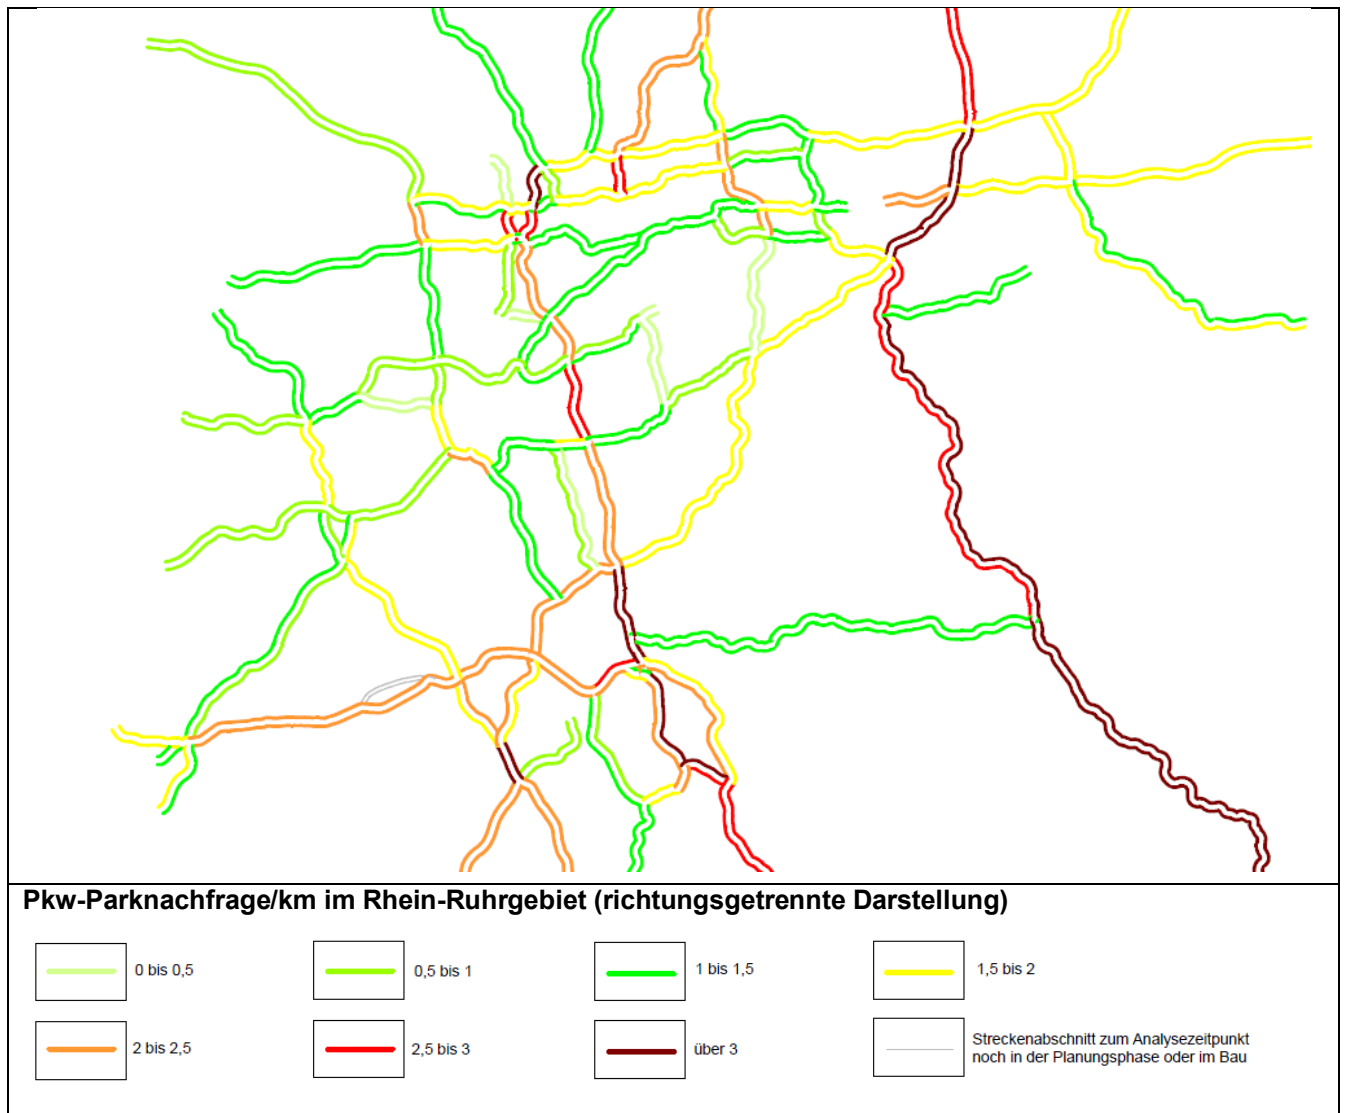 Pkw-Parknachfrage/km im Rhein-Ruhrgebiet (richtungsgetrennte Darstellung)
0 bis 0,5
0,5 bis 1
1 bis 1,5
1,5 bis 2
2 bis 2,5
2,5 bis 3
über 3
Streckenabschnitt zum Analysezeitpunkt
noch in der Planungsphase oder im Bau